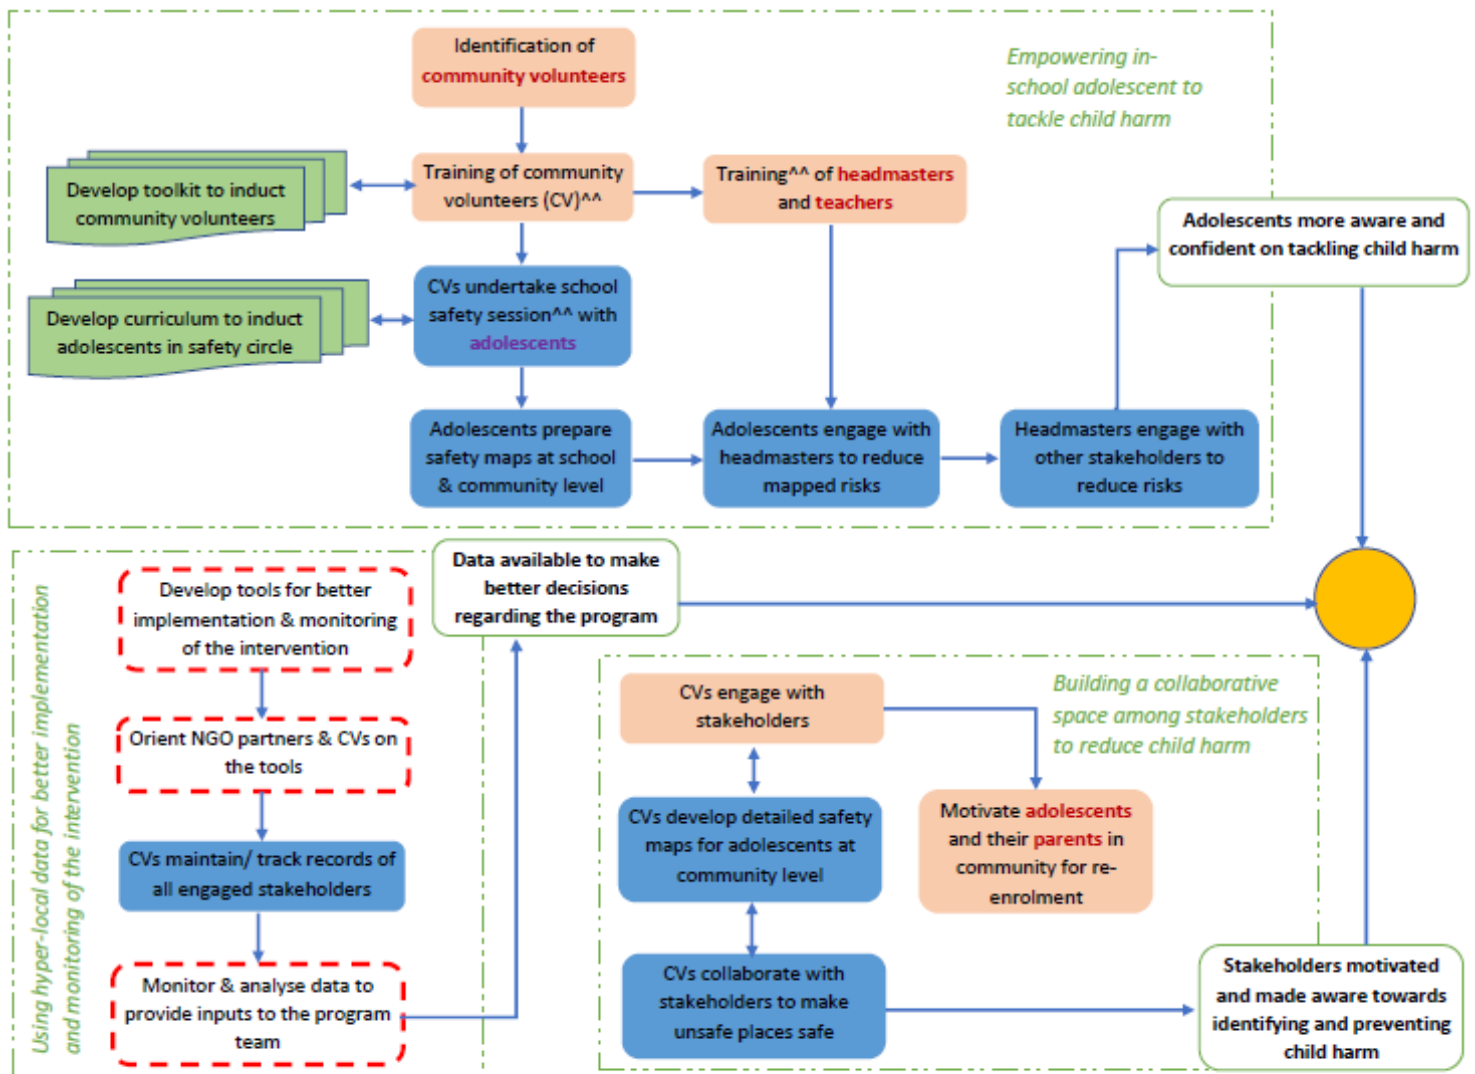 Identification of
community volunteers
Empowering in-
school adolescent to
tackle child harm
Develop toolkit to induct
community volunteers
Training of community
volunteers (CV)^^
Training^^ of headmasters
and teachers
Adolescents more aware and
confident on tackling child harm
Develop curriculum to induct
adolescents in safety circle
CVs undertake school
safety session^^ with
adolescents
Adolescents prepare
safety maps at school
& community level
Adolescents engage with
headmasters to reduce
mapped risks
Headmasters engage with
other stakeholders to
reduce risks
Using hyper-local data for better implementation
and monitoring of the intervention
Develop tools for better
implementation & monitoring
of the intervention
Data available to make
better decisions
regarding the program
Orient NGO partners & CVs on
the tools
CVs maintain/ track records of
all engaged stakeholders
Monitor & analyse data to
provide inputs to the program
team
CVs engage with
stakeholders
Building a collaborative
space among stakeholders
to reduce child harm
CVs develop detailed safety
maps for adolescents at
community level
Motivate adolescents
and their parents in
community for re-
enrolment
CVs collaborate with
stakeholders to make
unsafe places safe
Stakeholders motivated
and made aware towards
identifying and preventing
child harm